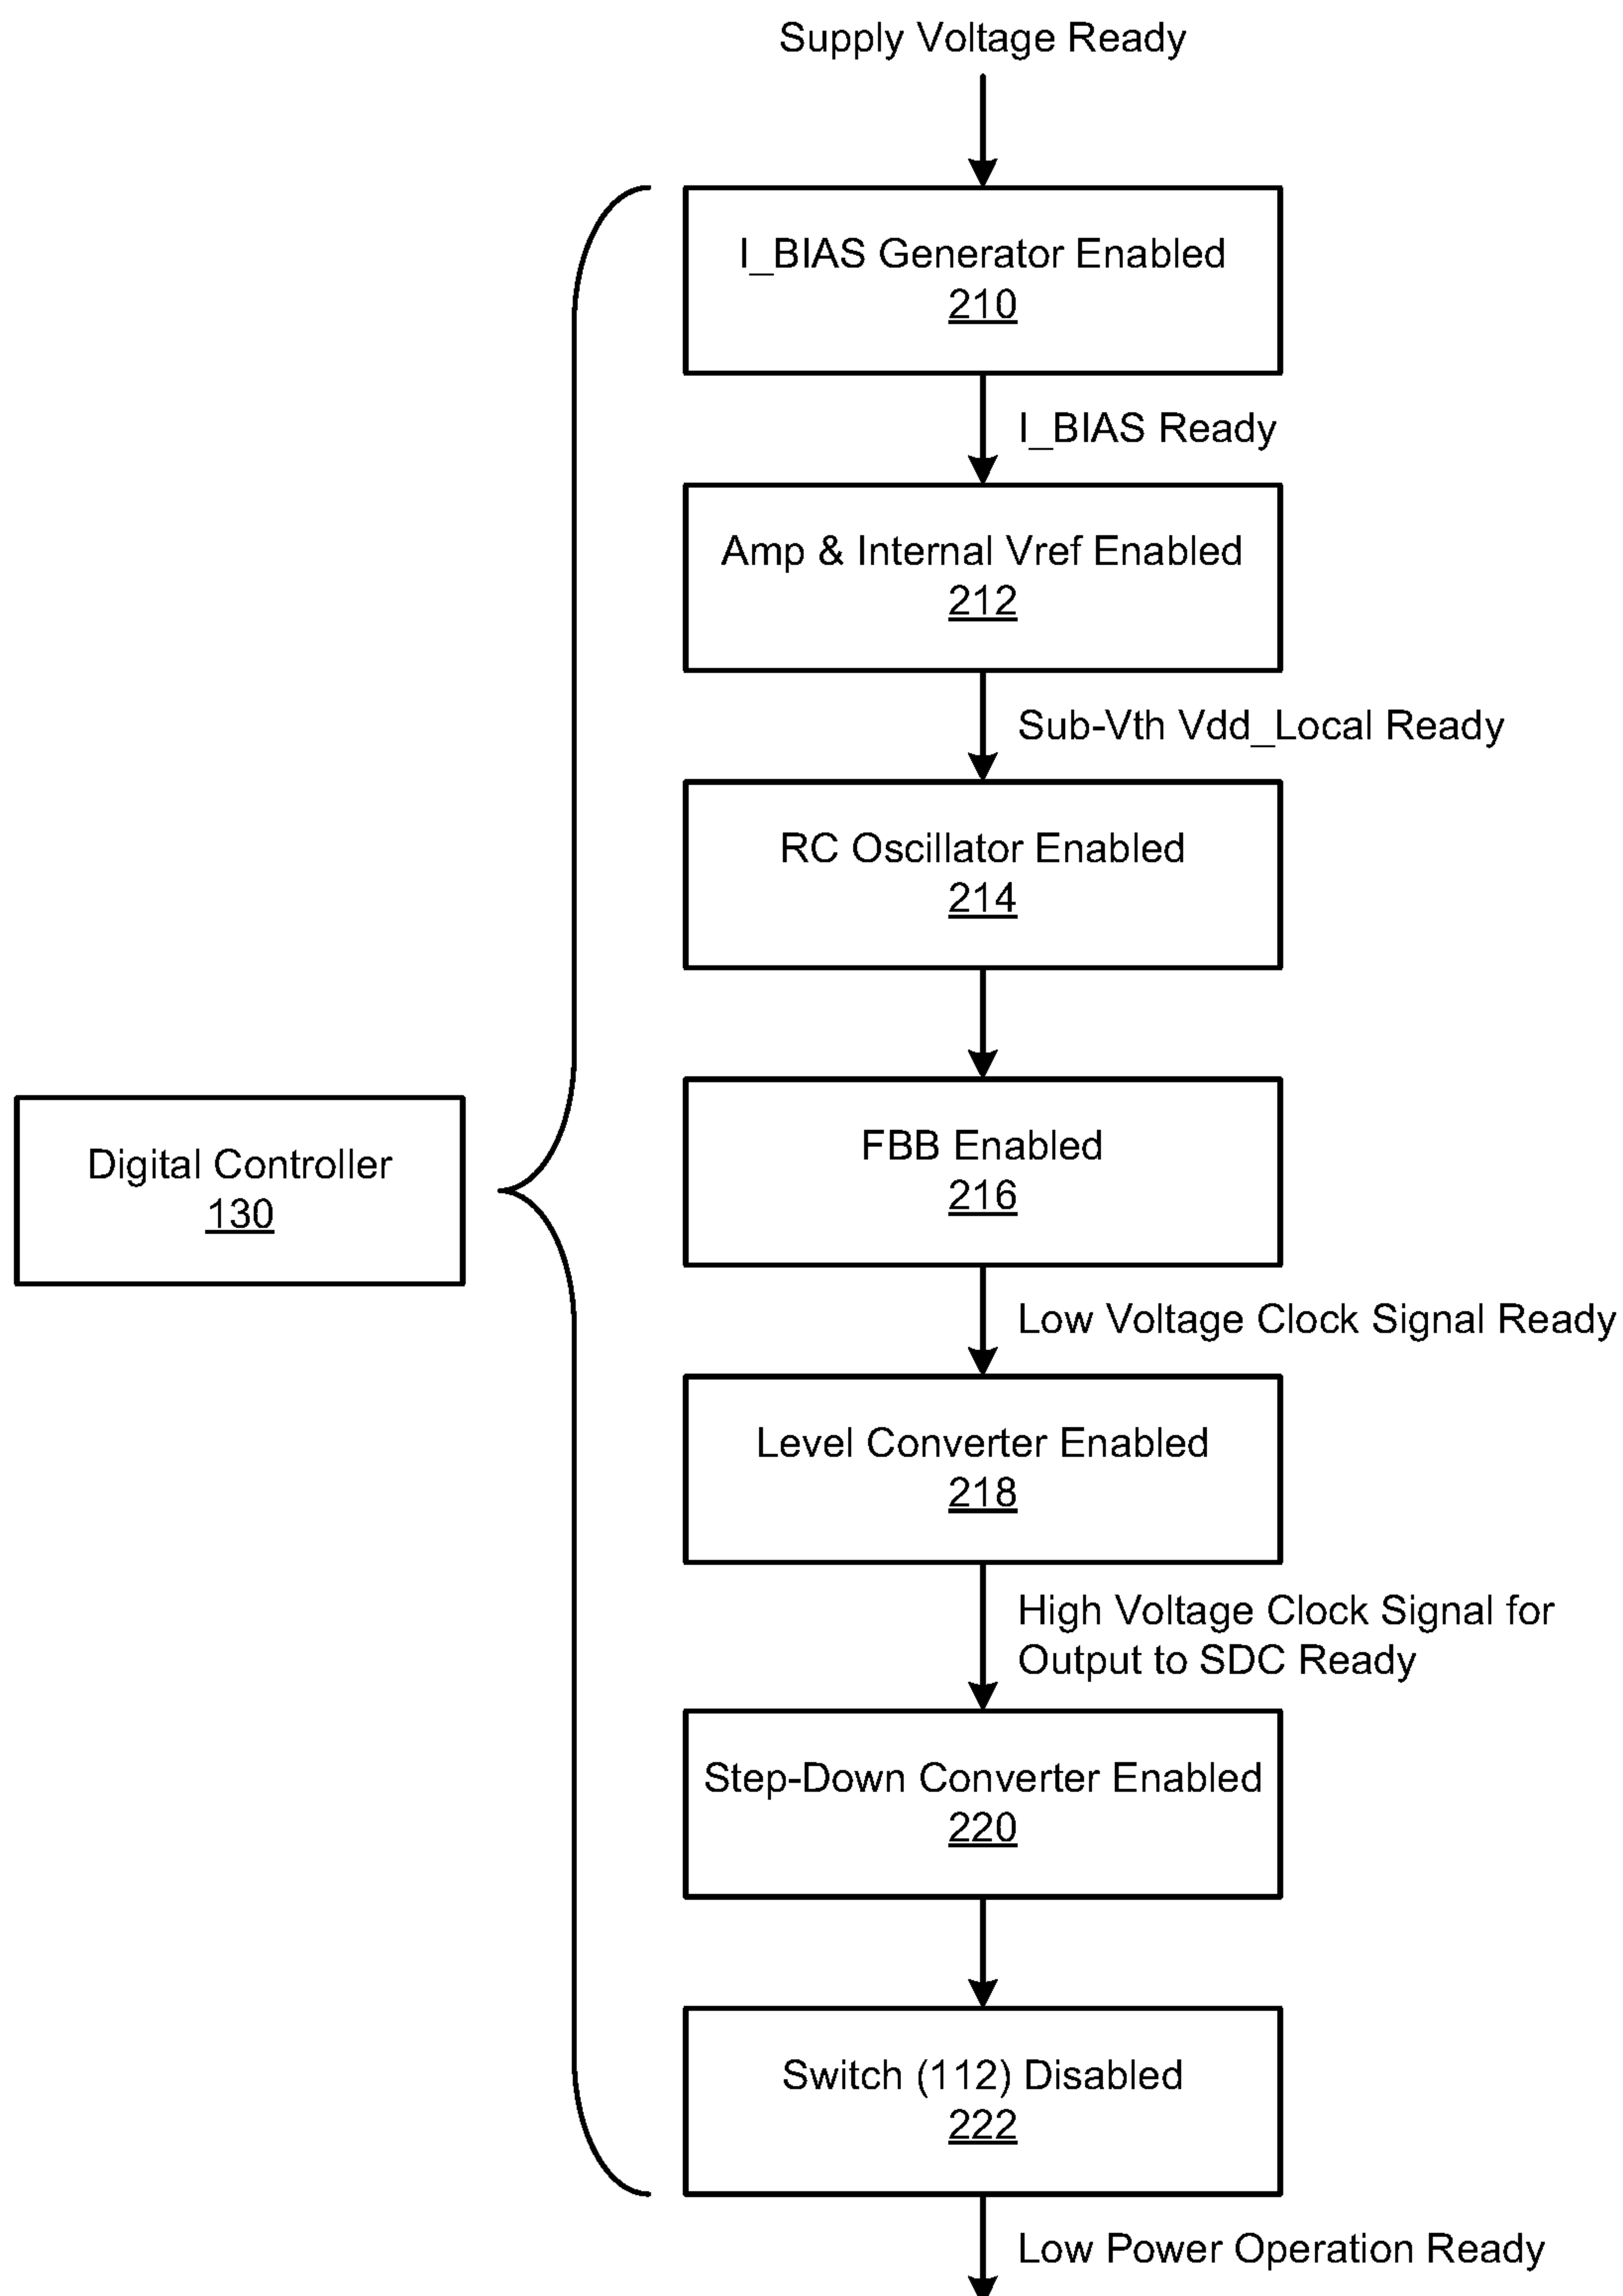 Supply Voltage Ready
I_BIAS Generator Enabled
210
I_BIAS Ready
Amp & Internal Vref Enabled
212
Sub-Vth Vdd_Local Ready
RC Oscillator Enabled
214
FBB Enabled
216
Digital Controller
130
Low Voltage Clock Signal Ready
Level Converter Enabled
218
High Voltage Clock Signal for
Output to SDC Ready
Step-Down Converter Enabled
220
Switch (112) Disabled
222
Low Power Operation Ready